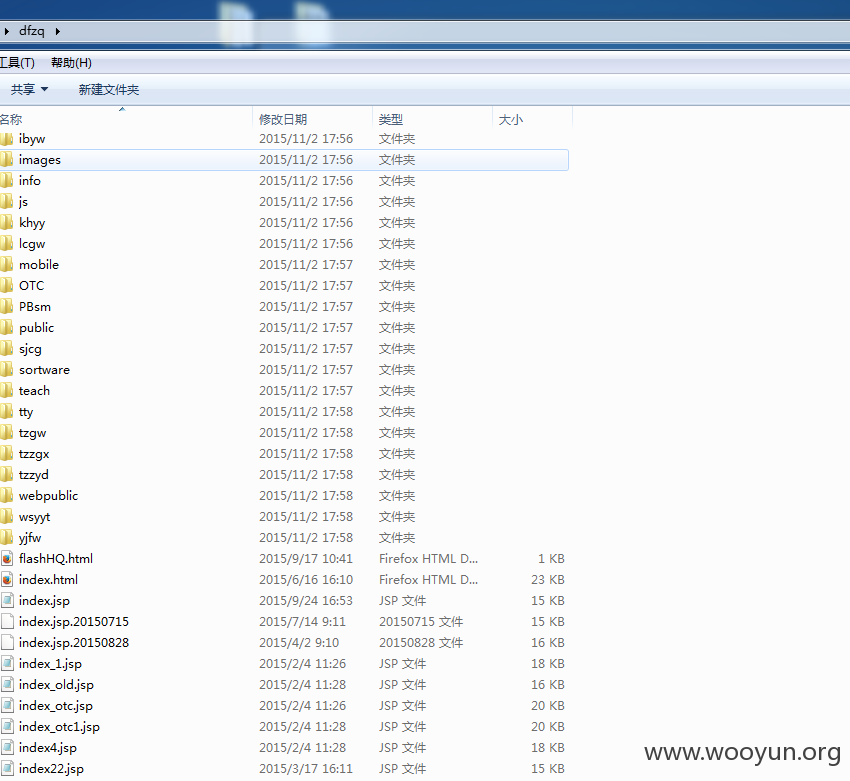 dfzq
工具(T) 帮助(H)
共享 新建文件夹
名称 修改日期 类型 大小
ibyw 2015/11/2 17:56 文件夹
images 2015/11/2 17:56 文件夹
info 2015/11/2 17:56 文件夹
js 2015/11/2 17:56 文件夹
khyy 2015/11/2 17:56 文件夹
lcgw 2015/11/2 17:56 文件夹
mobile 2015/11/2 17:57 文件夹
OTC 2015/11/2 17:57 文件夹
PBsm 2015/11/2 17:57 文件夹
public 2015/11/2 17:57 文件夹
sjcg 2015/11/2 17:57 文件夹
sortware 2015/11/2 17:57 文件夹
teach 2015/11/2 17:57 文件夹
tty 2015/11/2 17:58 文件夹
tzgw 2015/11/2 17:58 文件夹
tzzgx 2015/11/2 17:58 文件夹
tzzyd 2015/11/2 17:58 文件夹
webpublic 2015/11/2 17:58 文件夹
wsyyt 2015/11/2 17:58 文件夹
yjfw 2015/11/2 17:58 文件夹
flashHQ.html 2015/9/17 10:41 Firefox HTML D... 1 KB
index.html 2015/6/16 16:10 Firefox HTML D... 23 KB
index.jsp 2015/9/24 16:53 JSP 文件 15 KB
index.jsp.20150715 2015/7/14 9:11 20150715 文件 15 KB
index.jsp.20150828 2015/4/2 9:10 20150828 文件 16 KB
index_1.jsp 2015/2/4 11:26 JSP 文件 18 KB
index_old.jsp 2015/2/4 11:28 JSP 文件 16 KB
index_otc.jsp 2015/2/4 11:26 JSP 文件 20 KB
index_otc1.jsp 2015/2/4 11:28 JSP 文件 20 KB
index4.jsp 2015/2/4 11:28 JSP 文件 18 KB
index22.jsp 2015/3/17 16:11 JSP 文件 15 KB
www.wooyun.org